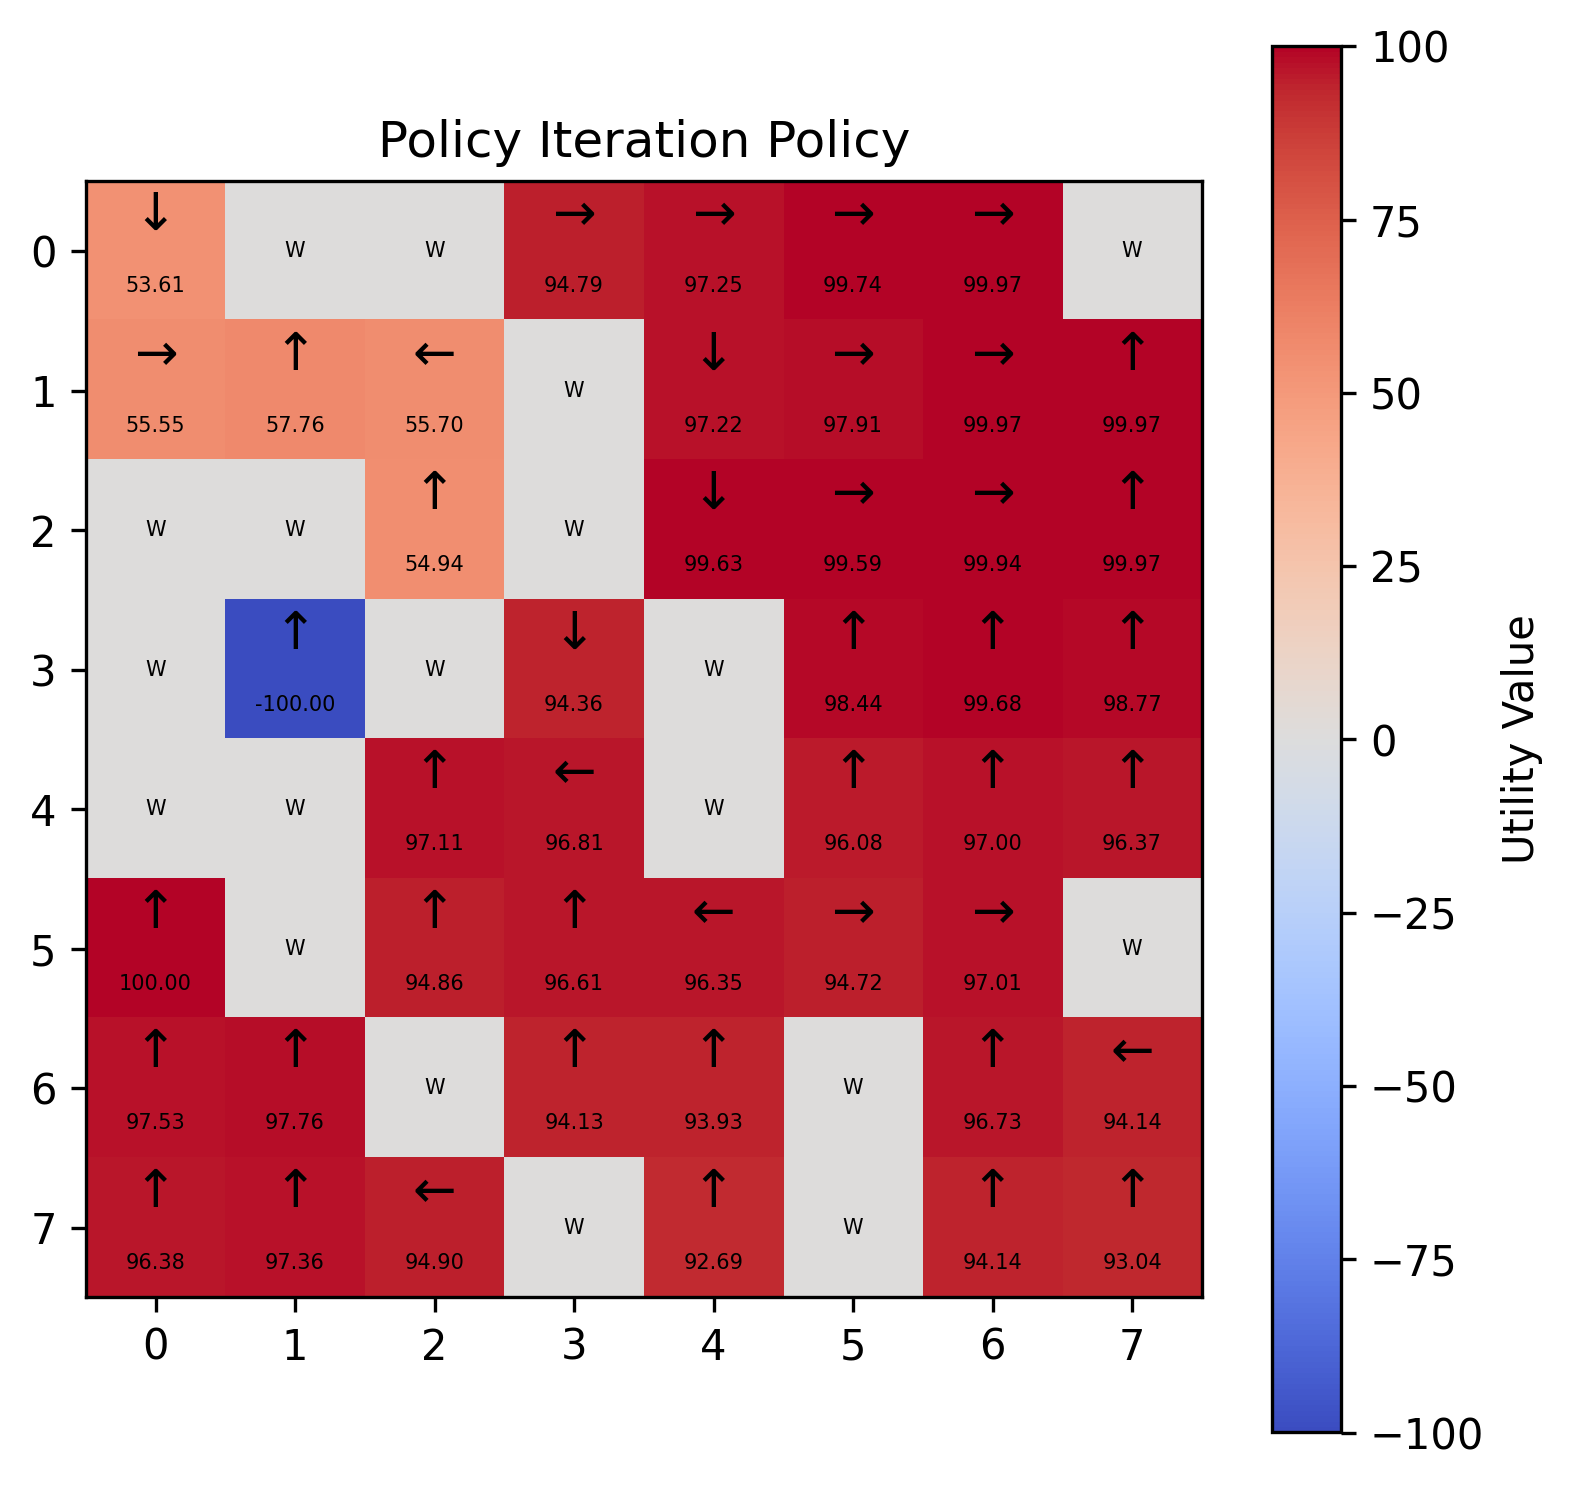 Policy Iteration Policy
0 ↓ W W → → → → W
53.61 94.79 97.25 99.74 99.97
1 → ↑ ← W ↓ → → ↑
55.55 57.76 55.70 97.22 97.91 99.97 99.97
2 W W ↑ W ↓ → → ↑
54.94 99.63 99.59 99.94 99.97
3 W ↑ W ↓ W ↑ ↑ ↑
-100.00 94.36 98.44 99.68 98.77
4 W W ↑ ← W ↑ ↑ ↑
97.11 96.81 96.08 97.00 96.37
5 ↑ W ↑ ↑ ← → → W
100.00 94.86 96.61 96.35 94.72 97.01
6 ↑ ↑ W ↑ ↑ W ↑ ←
97.53 97.76 94.13 93.93 96.73 94.14
7 ↑ ↑ ← W ↑ W ↑ ↑
96.38 97.36 94.90 92.69 94.14 93.04
0 1 2 3 4 5 6 7
100
75
50
25
0
−25
−50
−75
−100
Utility Value